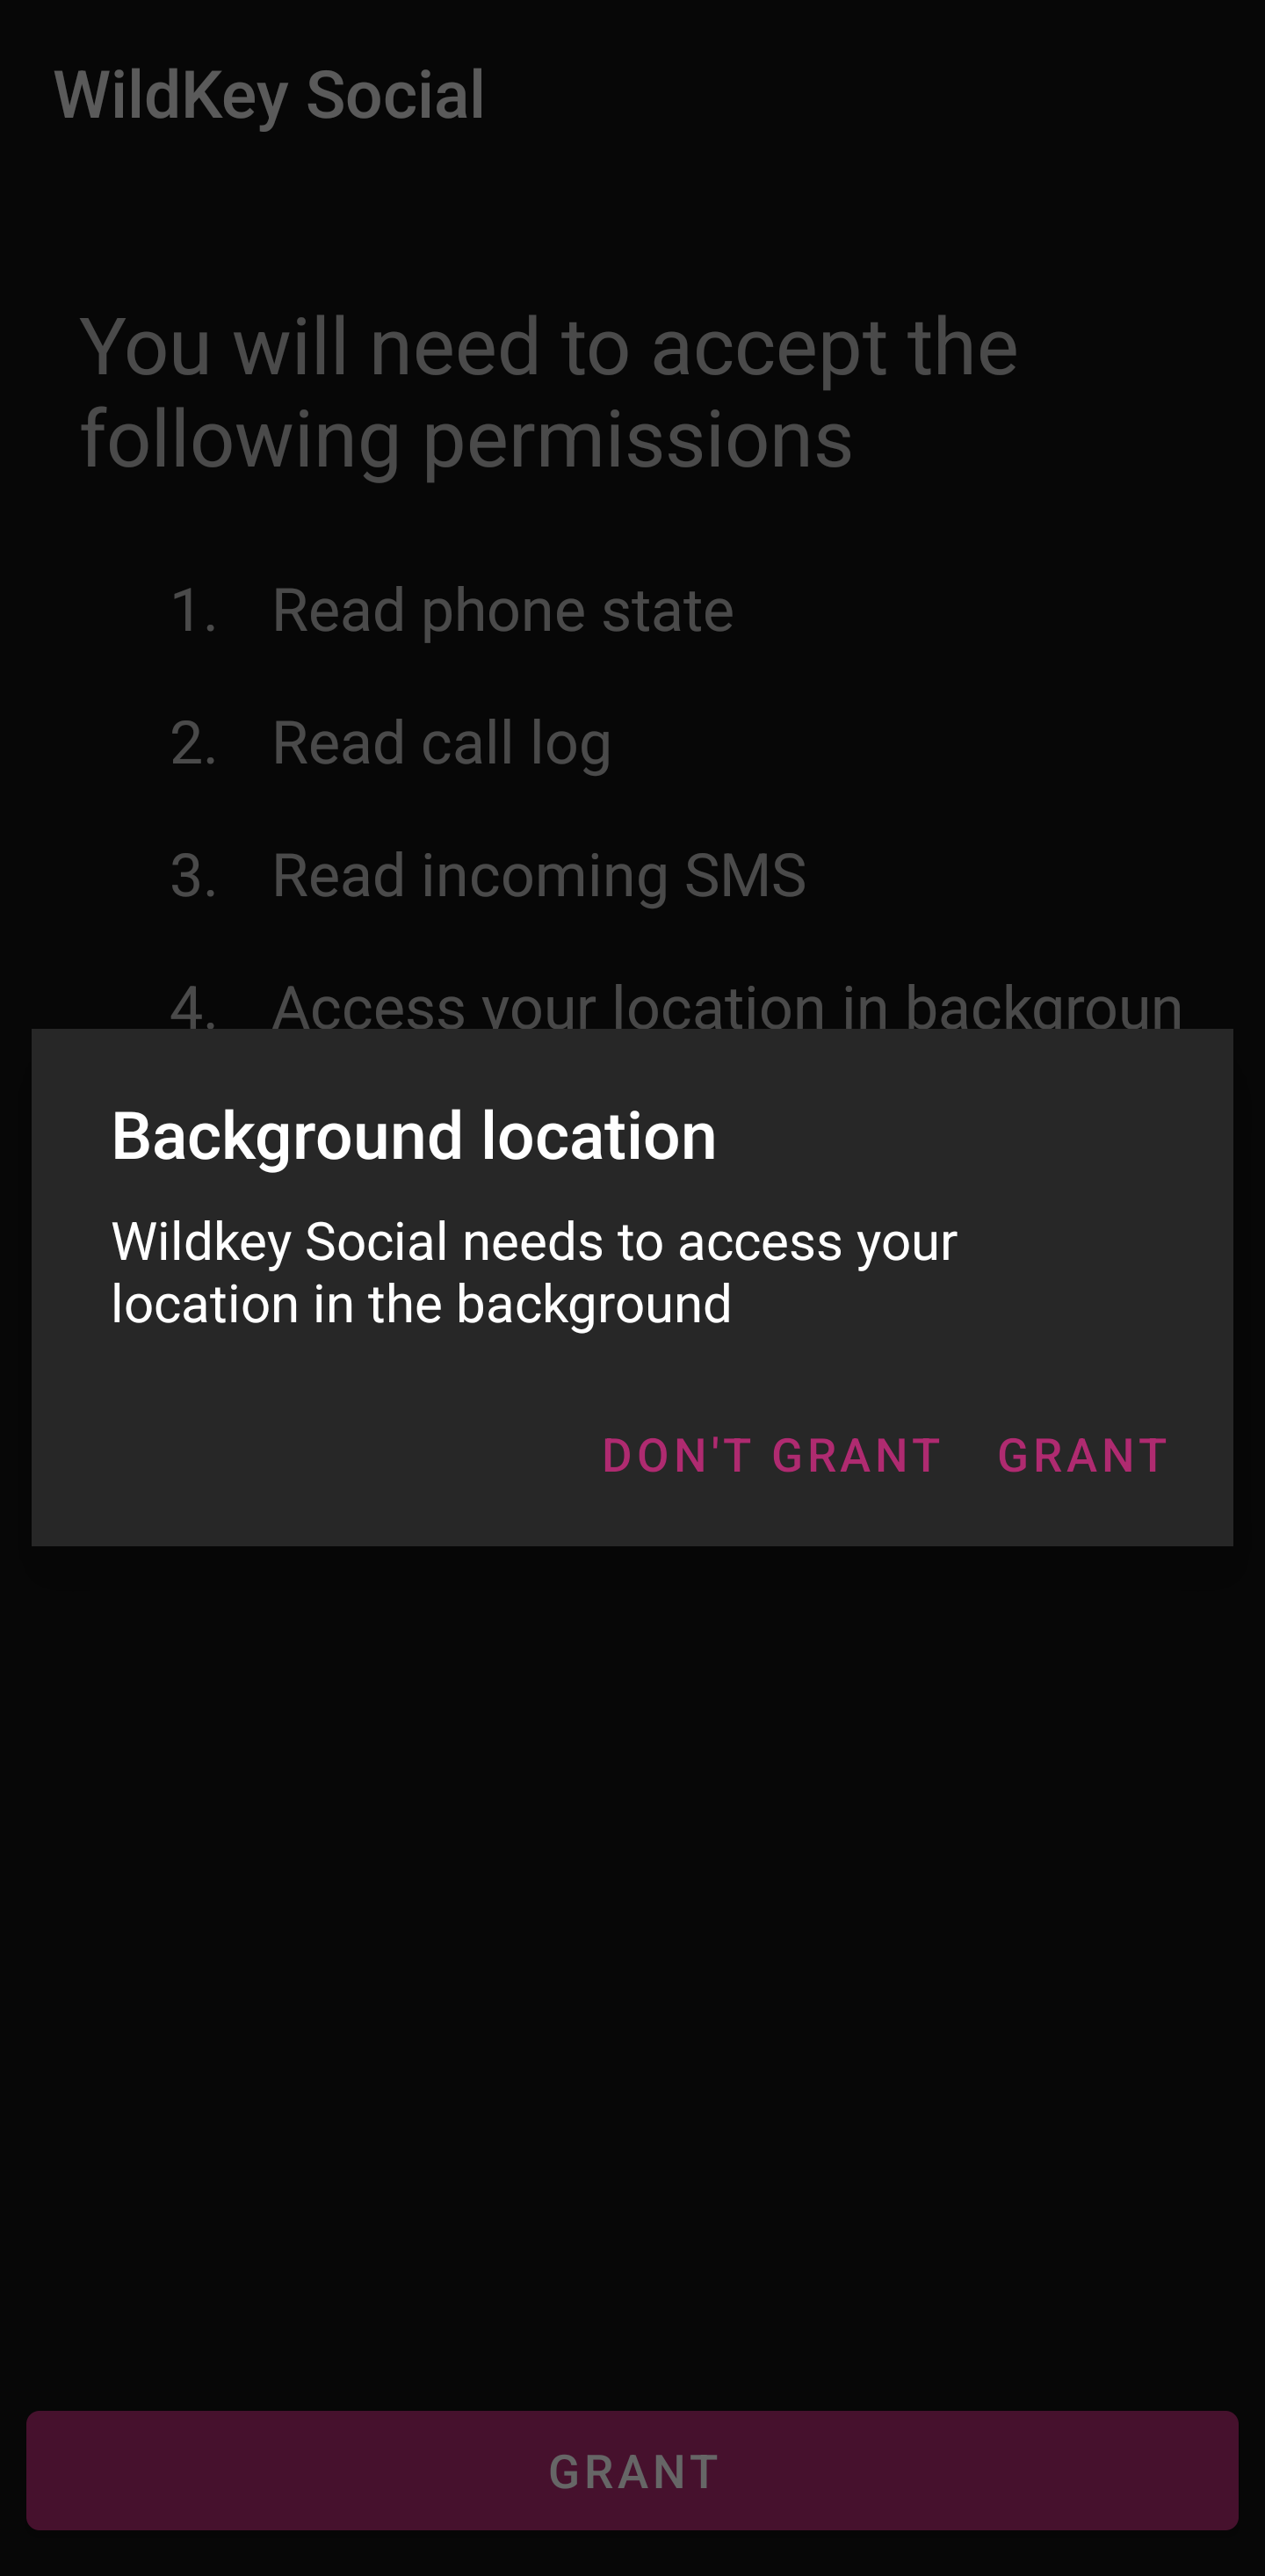 WildKey Social
You will need to accept the
following permissions
1. Read phone state
2. Read call log
3. Read incoming SMS
4. Access your location in backgroun
Background location
Wildkey Social needs to access your
location in the background
DON'T GRANT GRANT
GRANT